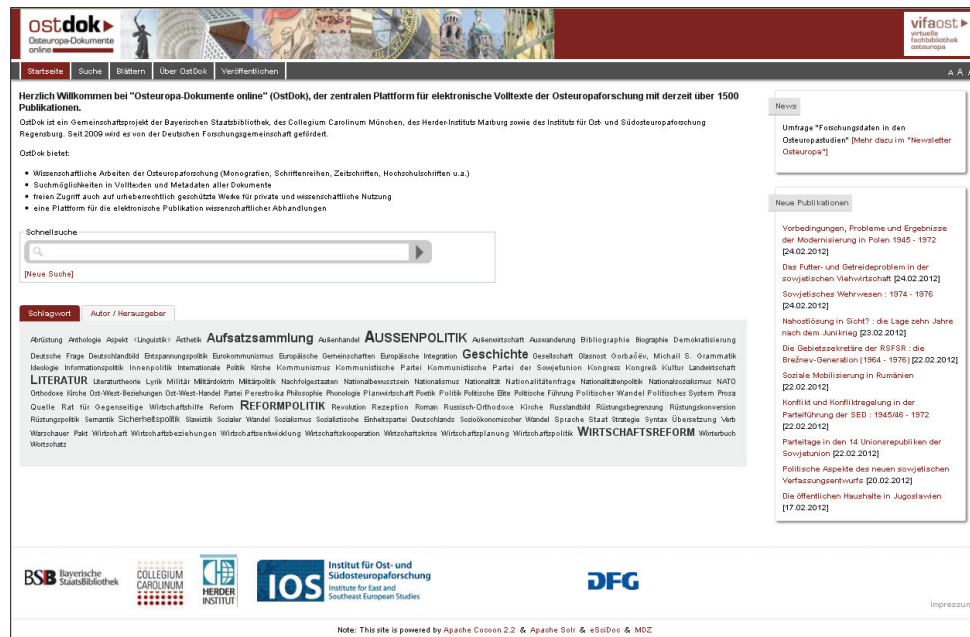 ostdok
Osteuropa-Dokumente
online
vifaost
virtuelle
fachbibliothek
osteuropa
Startseite Suche Blättern Über OstDok Veröffentlichen
A A A
Herzlich Willkommen bei "Osteuropa-Dokumente online" (OstDok), der zentralen Plattform für elektronische Volltexte der Osteuropaforschung mit derzeit über 1500
Publikationen.
OstDok ist ein Gemeinschaftsprojekt der Bayerischen Staatsbibliothek, des Collegium Carolinum München, des Herder-Instituts Marburg sowie des Instituts für Ost- und Südosteuropaforschung
Regensburg. Seit 2009 wird es von der Deutschen Forschungsgemeinschaft gefördert.
OstDok bietet:
• Wissenschaftliche Arbeiten der Osteuropaforschung (Monografien, Schriftenreihen, Zeitschriften, Hochschulschriften u.a.)
• Suchmöglichkeiten in Volltexten und Metadaten aller Dokumente
• freien Zugriff auch auf urheberrechtlich geschützte Werke für private und wissenschaftliche Nutzung
• eine Plattform für die elektronische Publikation wissenschaftlicher Abhandlungen
Schnellsuche
[Neue Suche]
Schlagwort Autor / Herausgeber
Abrüstung Anthologie Aspekt <Linguistik> Ästhetik Aufsatzsammlung Außenhandel AUSSENPOLITIK Außenwirtschaft Auswanderung Bibliographie Biographie Demokratisierung
Deutsche Frage Deutschlandbild Entspannungspolitik Eurokommunismus Europäische Gemeinschaften Europäische Integration Geschichte Gesellschaft Glasnost Gorbačëv, Michail S. Grammatik
Ideologie Informationspolitik Innenpolitik Internationale Politik Kirche Kommunismus Kommunistische Partei Kommunistische Partei der Sowjetunion Kongress Kongreß Kultur Landwirtschaft
LITERATUR Literaturtheorie Lyrik Militär Militärdoktrin Militärpolitik Nachfolgestaaten Nationalbewusstsein Nationalismus Nationalität Nationalitätenfrage Nationalitätenpolitik Nationalsozialismus NATO
Orthodoxe Kirche Ost-West-Beziehungen Ost-West-Handel Partei Perestroika Philosophie Phonologie Planwirtschaft Poetik Politik Politische Elite Politische Führung Politischer Wandel Politisches System Prosa
Quelle Rat für Gegenseitige Wirtschaftshilfe Reform REFORMPOLITIK Revolution Rezeption Roman Russisch-Orthodoxe Kirche Russlandbild Rüstungsbegrenzung Rüstungskonversion
Rüstungspolitik Semantik Sicherheitspolitik Slawistik Sozialer Wandel Sozialismus Sozialistische Einheitspartei Deutschlands Sozioökonomischer Wandel Sprache Staat Strategie Syntax Übersetzung Verb
Warschauer Pakt Wirtschaft Wirtschaftsbeziehungen Wirtschaftsentwicklung Wirtschaftskooperation Wirtschaftskrise Wirtschaftsplanung Wirtschaftspolitik WIRTSCHAFTSREFORM Wörterbuch
Wortschatz
News
Umfrage "Forschungsdaten in den
Osteuropastudien" [Mehr dazu im "Newsletter
Osteuropa"]
Neue Publikationen
Vorbedingungen, Probleme und Ergebnisse
der Modernisierung in Polen 1945 - 1972
[24.02.2012]
Das Futter- und Getreideproblem in der
sowjetischen Viehwirtschaft [24.02.2012]
Sowjetisches Wehrwesen : 1974 - 1976
[24.02.2012]
Nahostlösung in Sicht? : die Lage zehn Jahre
nach dem Junikrieg [23.02.2012]
Die Gebietssekretäre der RSFSR : die
Brežnev-Generation (1964 - 1976) [22.02.2012]
Soziale Mobilisierung in Rumänien
[22.02.2012]
Konflikt und Konfliktregelung in der
Parteiführung der SED : 1945/46 - 1972
[22.02.2012]
Parteitage in den 14 Unionsrepubliken der
Sowjetunion [22.02.2012]
Politische Aspekte des neuen sowjetischen
Verfassungsentwurfs [20.02.2012]
Die öffentlichen Haushalte in Jugoslawien
[17.02.2012]
BSB Bayerische
StaatsBibliothek
COLLEGIUM
CAROLINUM
HERDER
INSTITUT
IOS
Institut für Ost- und
Südosteuropaforschung
Institute for East and
Southeast European Studies
DFG
Impressum
Note: This site is powered by Apache Cocoon 2.2 & Apache Solr & eSciDoc & MDZ